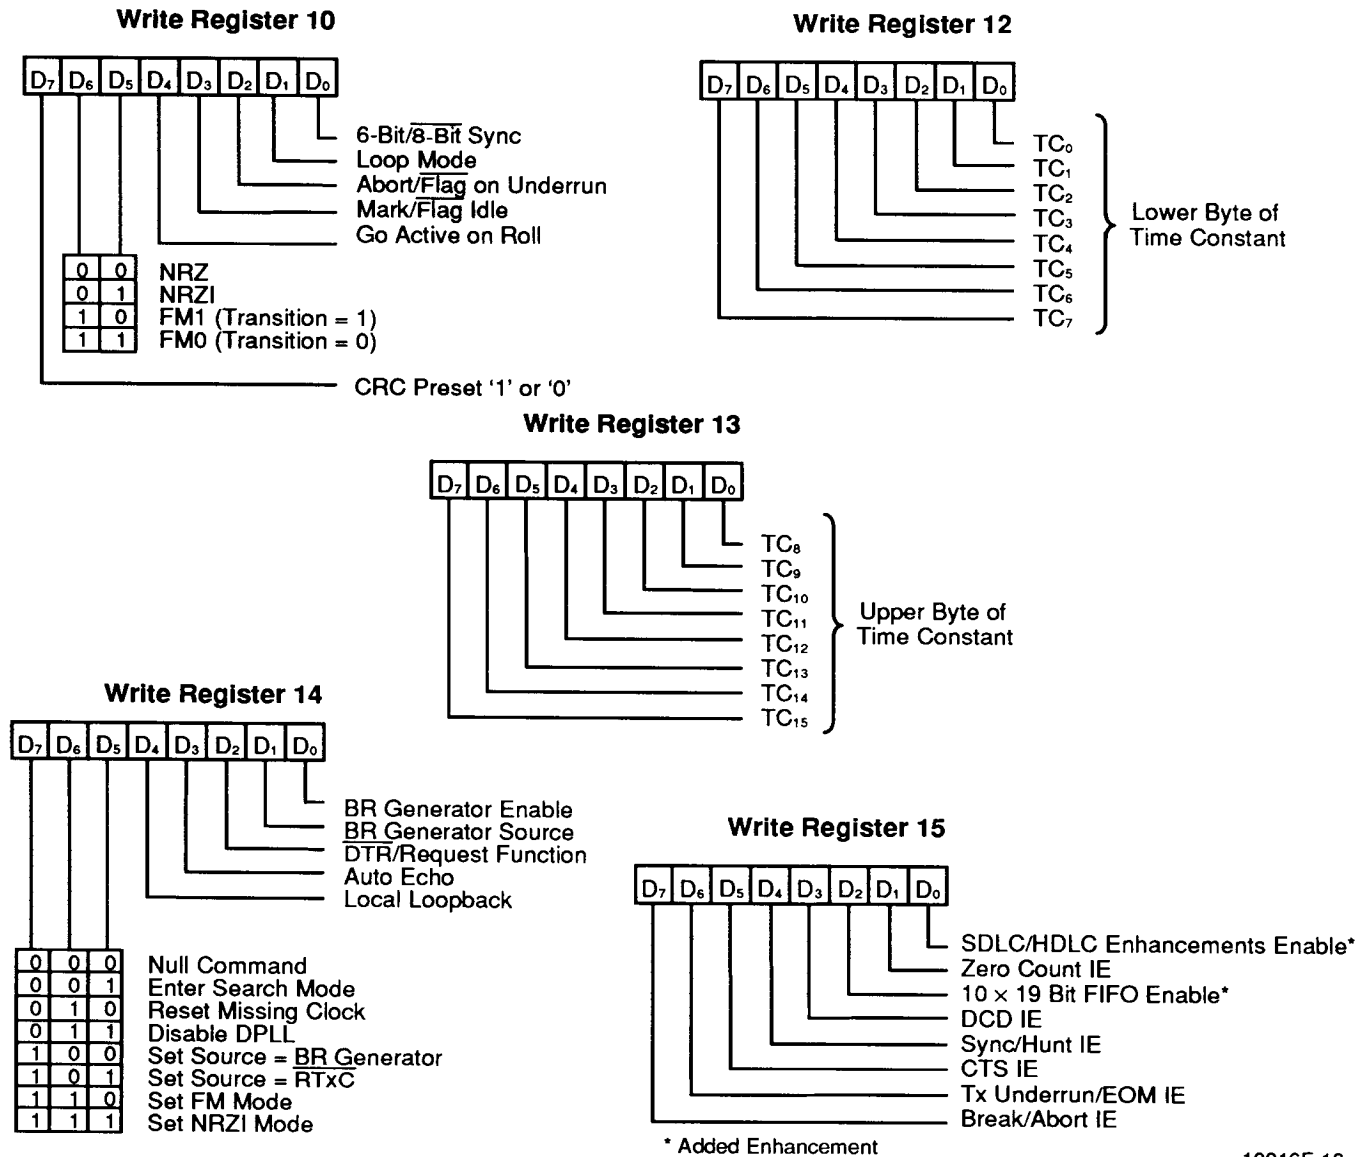 Write Register 10
D7 D6 D5 D4 D3 D2 D1 D0
6-Bit/8-Bit Sync
Loop Mode
Abort/Flag on Underrun
Mark/Flag Idle
Go Active on Roll
0 0 NRZ
0 1 NRZI
1 0 FM1 (Transition = 1)
1 1 FM0 (Transition = 0)
CRC Preset '1' or '0'
Write Register 12
D7 D6 D5 D4 D3 D2 D1 D0
TC0
TC1
TC2
TC3
TC4
TC5
TC6
TC7
Lower Byte of
Time Constant
Write Register 13
D7 D6 D5 D4 D3 D2 D1 D0
TC8
TC9
TC10
TC11
TC12
TC13
TC14
TC15
Upper Byte of
Time Constant
Write Register 14
D7 D6 D5 D4 D3 D2 D1 D0
BR Generator Enable
BR Generator Source
DTR/Request Function
Auto Echo
Local Loopback
0 0 0 Null Command
0 0 1 Enter Search Mode
0 1 0 Reset Missing Clock
0 1 1 Disable DPLL
1 0 0 Set Source = BR Generator
1 0 1 Set Source = RTxC
1 1 0 Set FM Mode
1 1 1 Set NRZI Mode
Write Register 15
D7 D6 D5 D4 D3 D2 D1 D0
SDLC/HDLC Enhancements Enable*
Zero Count IE
10 × 19 Bit FIFO Enable*
DCD IE
Sync/Hunt IE
CTS IE
Tx Underrun/EOM IE
Break/Abort IE
* Added Enhancement